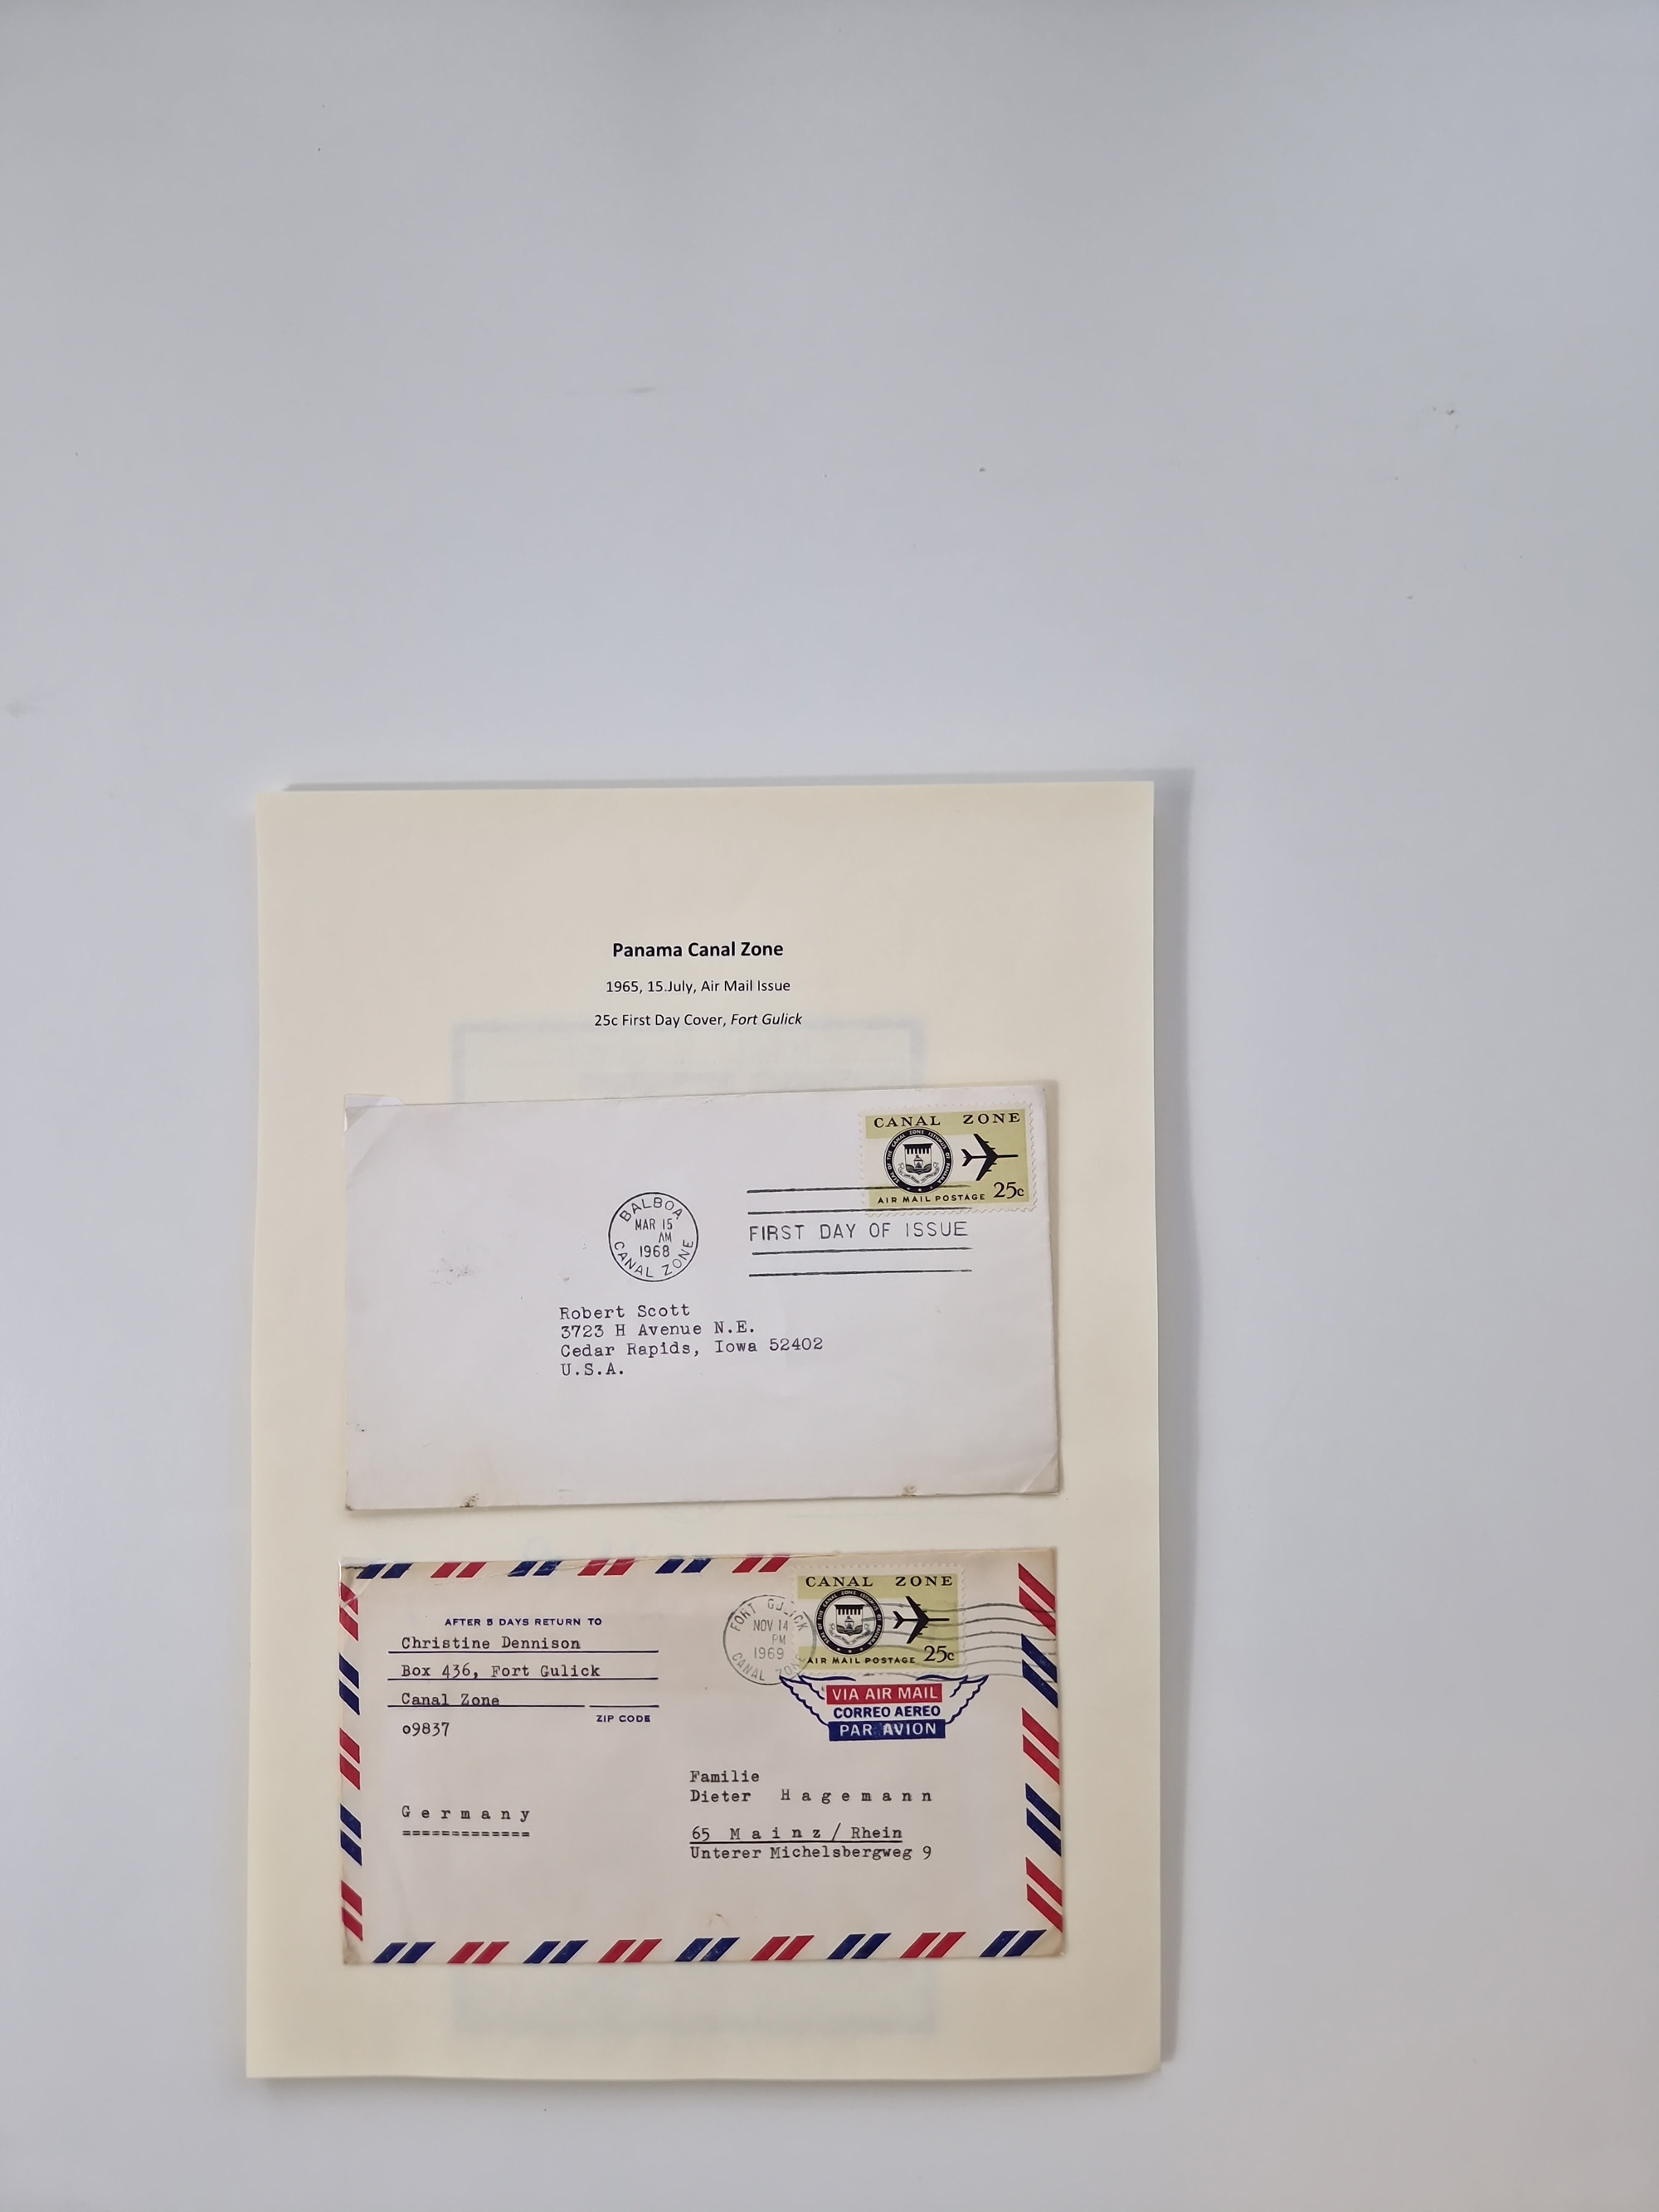 Panama Canal Zone
1965, 15.July, Air Mail Issue
25c First Day Cover, Fort Gulick
CANAL ZONE
AIR MAIL POSTAGE 25c
BALBOA
MAR 15
AM
1968
CANAL ZONE
FIRST DAY OF ISSUE
Robert Scott
3723 H Avenue N.E.
Cedar Rapids, Iowa 52402
U.S.A.
AFTER 5 DAYS RETURN TO
Christine Dennison
Box 436, Fort Gulick
Canal Zone
ZIP CODE
o9837
FORT GULICK
NOV 14
PM
1969
CANAL ZONE
CANAL ZONE
AIR MAIL POSTAGE 25c
VIA AIR MAIL
CORREO AEREO
PAR AVION
Germany
=============
Familie
Dieter Hagemann
65 Mainz/Rhein
Unterer Michelsbergweg 9